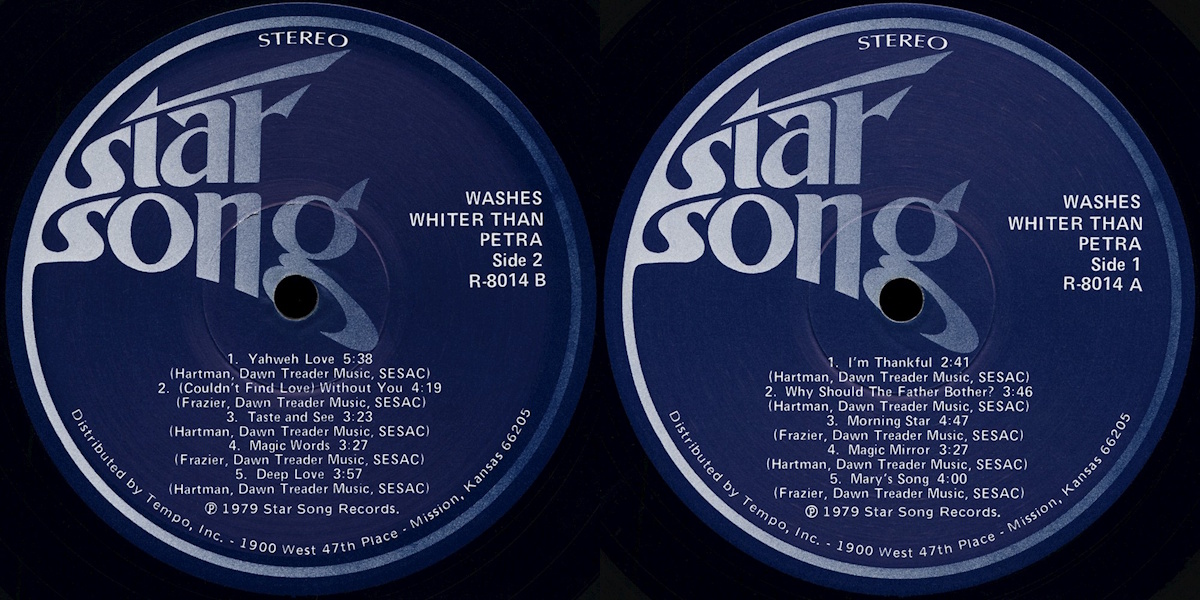 STEREO
star
song
WASHES
WHITER THAN
PETRA
Side 2
R-8014 B
1. Yahweh Love 5:38
(Hartman, Dawn Treader Music, SESAC)
2. (Couldn't Find Love) Without You 4:19
(Frazier, Dawn Treader Music, SESAC)
3. Taste and See 3:23
(Hartman, Dawn Treader Music, SESAC)
4. Magic Words 3:27
(Frazier, Dawn Treader Music, SESAC)
5. Deep Love 3:57
(Hartman, Dawn Treader Music, SESAC)
℗ 1979 Star Song Records.
Distributed by Tempo, Inc. - 1900 West 47th Place - Mission, Kansas 66205
STEREO
star
song
WASHES
WHITER THAN
PETRA
Side 1
R-8014 A
1. I'm Thankful 2:41
(Hartman, Dawn Treader Music, SESAC)
2. Why Should The Father Bother? 3:46
(Hartman, Dawn Treader Music, SESAC)
3. Morning Star 4:47
(Frazier, Dawn Treader Music, SESAC)
4. Magic Mirror 3:27
(Hartman, Dawn Treader Music, SESAC)
5. Mary's Song 4:00
(Frazier, Dawn Treader Music, SESAC)
℗ 1979 Star Song Records.
Distributed by Tempo, Inc. - 1900 West 47th Place - Mission, Kansas 66205